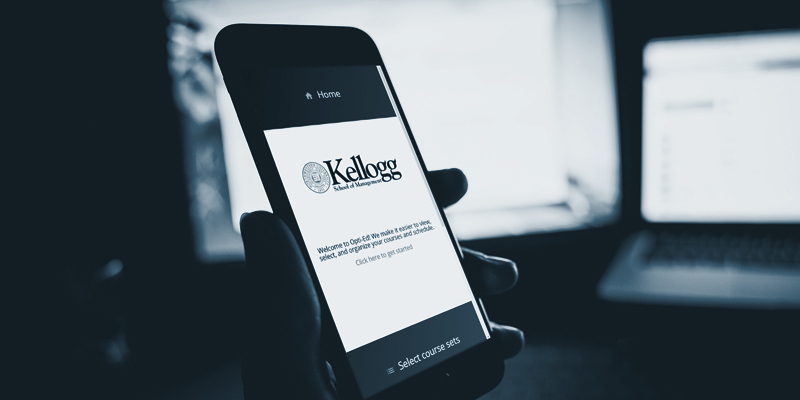 Home
Kellogg
School of Management
Welcome to Opti-Ed! We make it easier to view,
select, and organize your courses and schedule.
Click here to get started
Select course sets